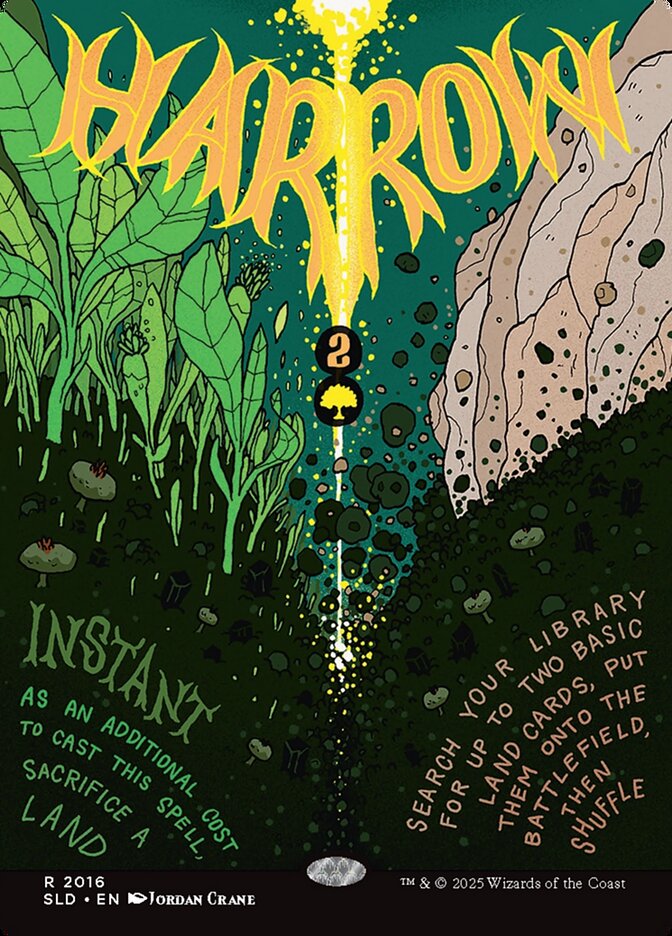 HARROW
2
INSTANT
AS AN ADDITIONAL COST
TO CAST THIS SPELL,
SACRIFICE A
LAND
SEARCH YOUR LIBRARY
FOR UP TO TWO BASIC
LAND CARDS, PUT
THEM ONTO THE
BATTLEFIELD,
THEN
SHUFFLE
R 2016
SLD • EN JORDAN CRANE
™ & © 2025 Wizards of the Coast